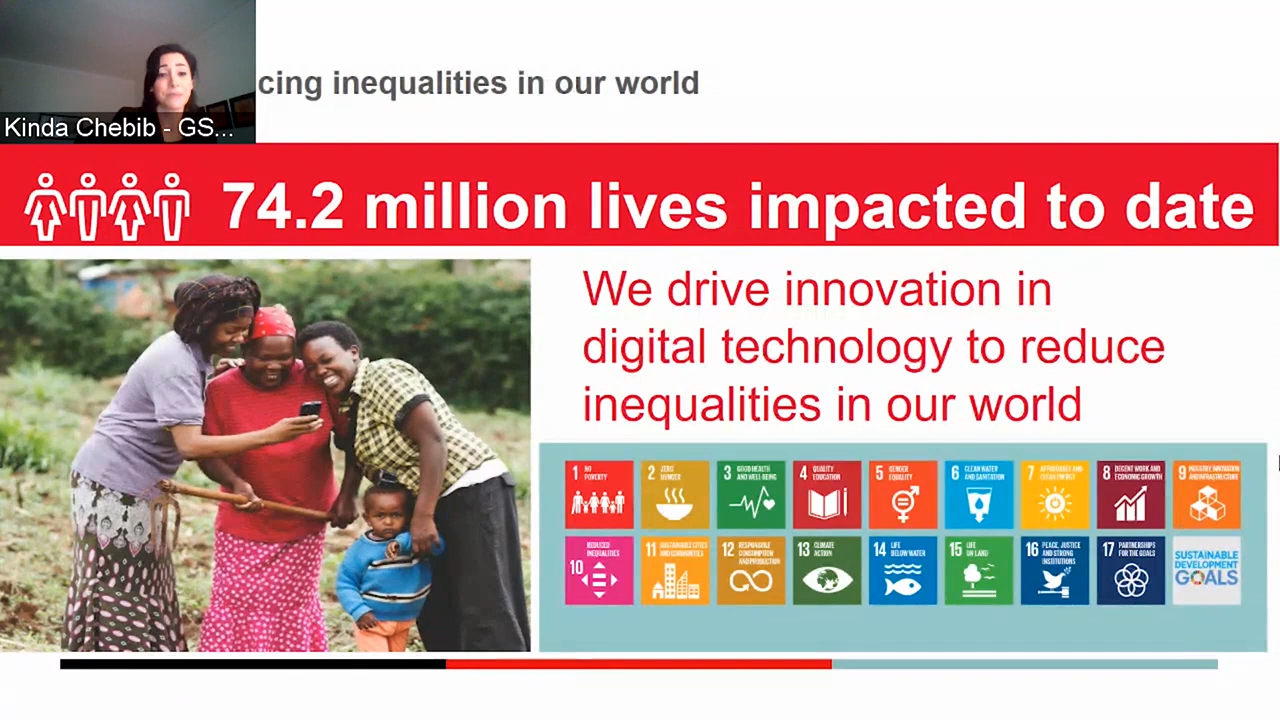 cing inequalities in our world
Kinda Chebib - GS...
74.2 million lives impacted to date
We drive innovation in
digital technology to reduce
inequalities in our world
1 NO
POVERTY
2 ZERO
HUNGER
3 GOOD HEALTH
AND WELL-BEING
4 QUALITY
EDUCATION
5 GENDER
EQUALITY
6 CLEAN WATER
AND SANITATION
7 AFFORDABLE AND
CLEAN ENERGY
8 DECENT WORK AND
ECONOMIC GROWTH
9 INDUSTRY, INNOVATION
AND INFRASTRUCTURE
10 REDUCED
INEQUALITIES
11 SUSTAINABLE CITIES
AND COMMUNITIES
12 RESPONSIBLE
CONSUMPTION
AND PRODUCTION
13 CLIMATE
ACTION
14 LIFE
BELOW WATER
15 LIFE
ON LAND
16 PEACE, JUSTICE
AND STRONG
INSTITUTIONS
17 PARTNERSHIPS
FOR THE GOALS
SUSTAINABLE
DEVELOPMENT
GOALS